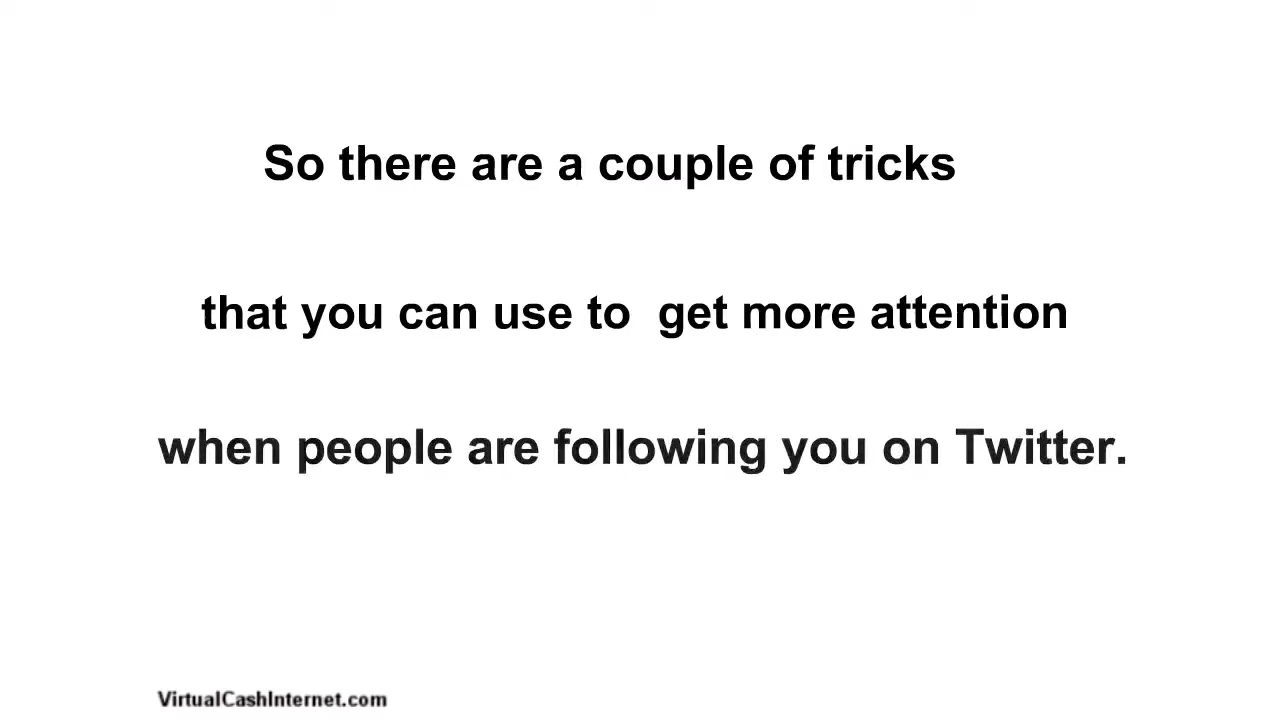 So there are a couple of tricks
that you can use to  get more attention
when people are following you on Twitter.
VirtualCashInternet.com